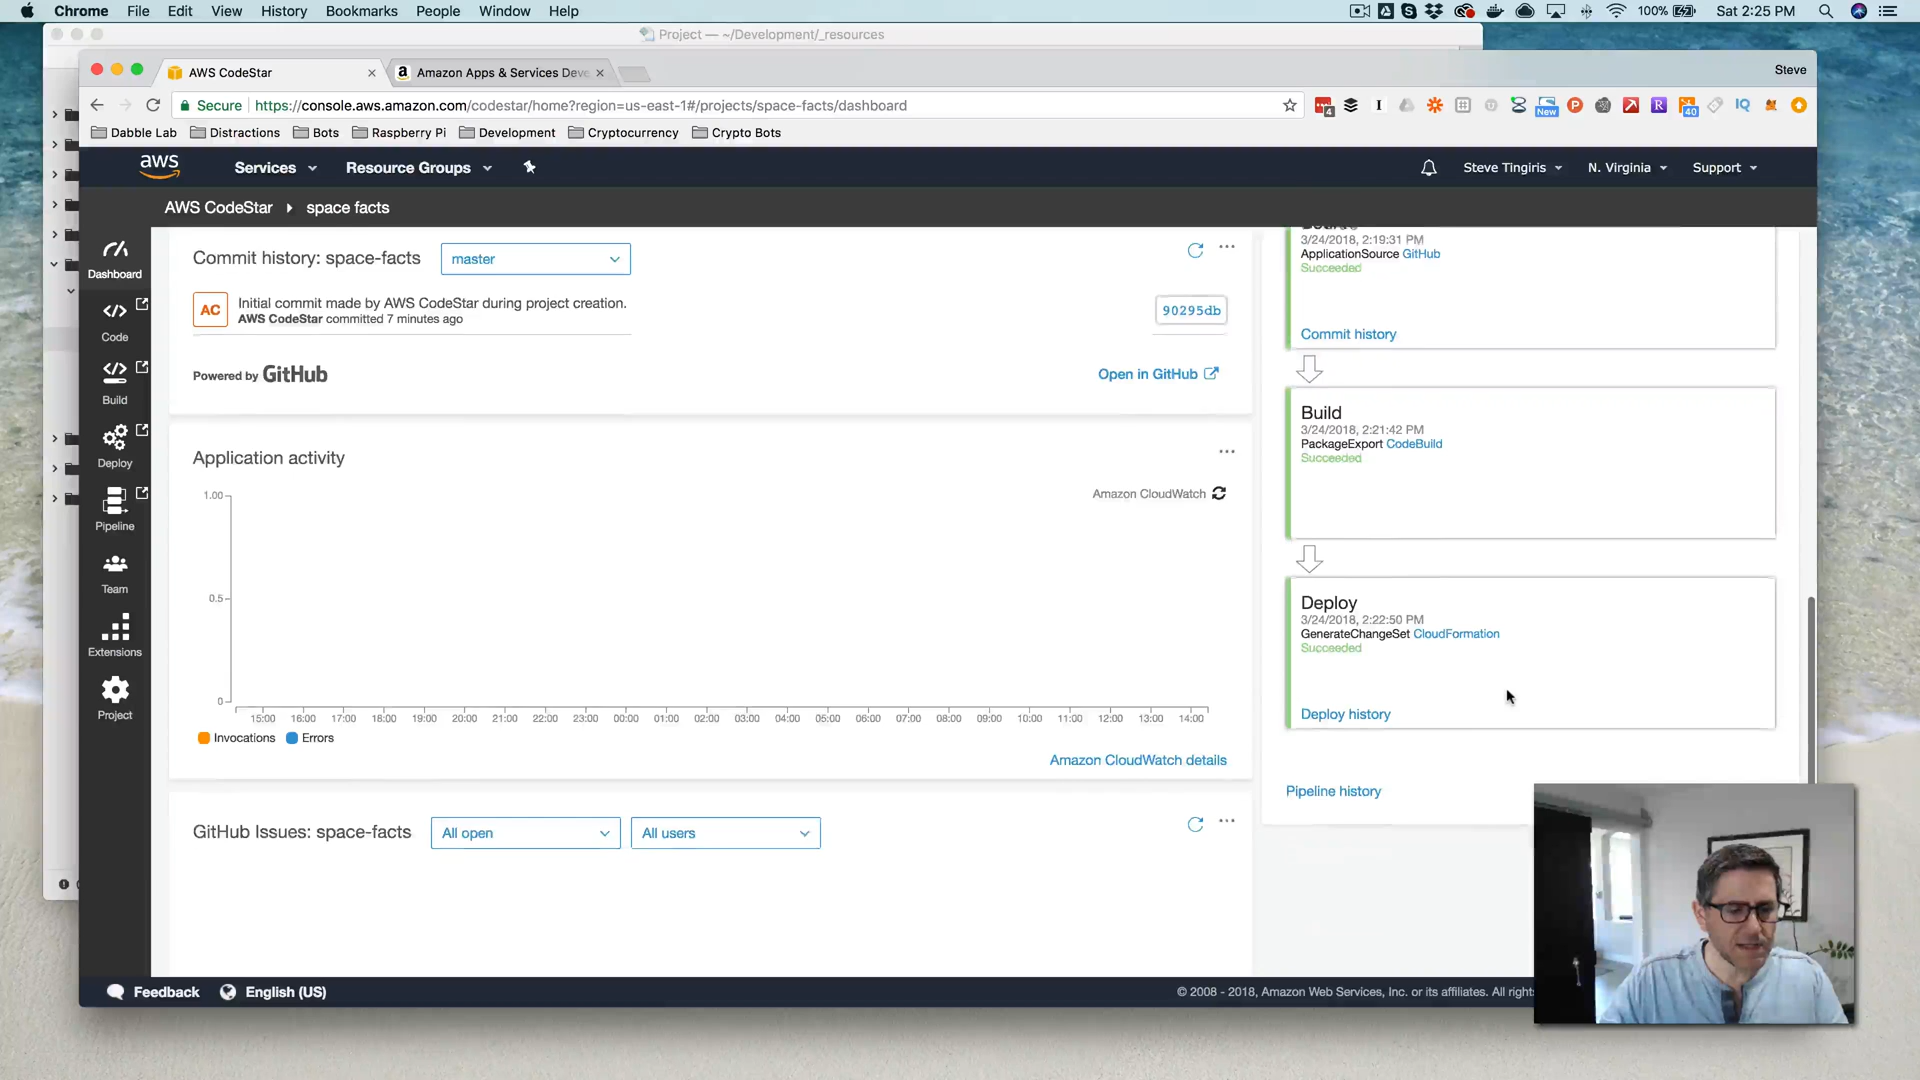 Chrome File Edit View History Bookmarks People Window Help
100% Sat 2:25 PM
Project — ~/Development/_resources
AWS CodeStar
Amazon Apps & Services Deve
Steve
Secure https://console.aws.amazon.com/codestar/home?region=us-east-1#/projects/space-facts/dashboard
Dabble Lab Distractions Bots Raspberry Pi Development Cryptocurrency Crypto Bots
aws Services Resource Groups Steve Tingiris N. Virginia Support
AWS CodeStar space facts
Dashboard
Code
Build
Deploy
Pipeline
Team
Extensions
Project
Commit history: space-facts master
AC Initial commit made by AWS CodeStar during project creation.
AWS CodeStar committed 7 minutes ago
90295db
Powered by GitHub
Open in GitHub
Application activity
Amazon CloudWatch
1.00
0.5
0
15:00 16:00 17:00 18:00 19:00 20:00 21:00 22:00 23:00 00:00 01:00 02:00 03:00 04:00 05:00 06:00 07:00 08:00 09:00 10:00 11:00 12:00 13:00 14:00
Invocations Errors
Amazon CloudWatch details
GitHub Issues: space-facts All open All users
3/24/2018, 2:19:31 PM
ApplicationSource GitHub
Succeeded
Commit history
Build
3/24/2018, 2:21:42 PM
PackageExport CodeBuild
Succeeded
Deploy
3/24/2018, 2:22:50 PM
GenerateChangeSet CloudFormation
Succeeded
Deploy history
Pipeline history
Feedback English (US)
© 2008 - 2018, Amazon Web Services, Inc. or its affiliates. All